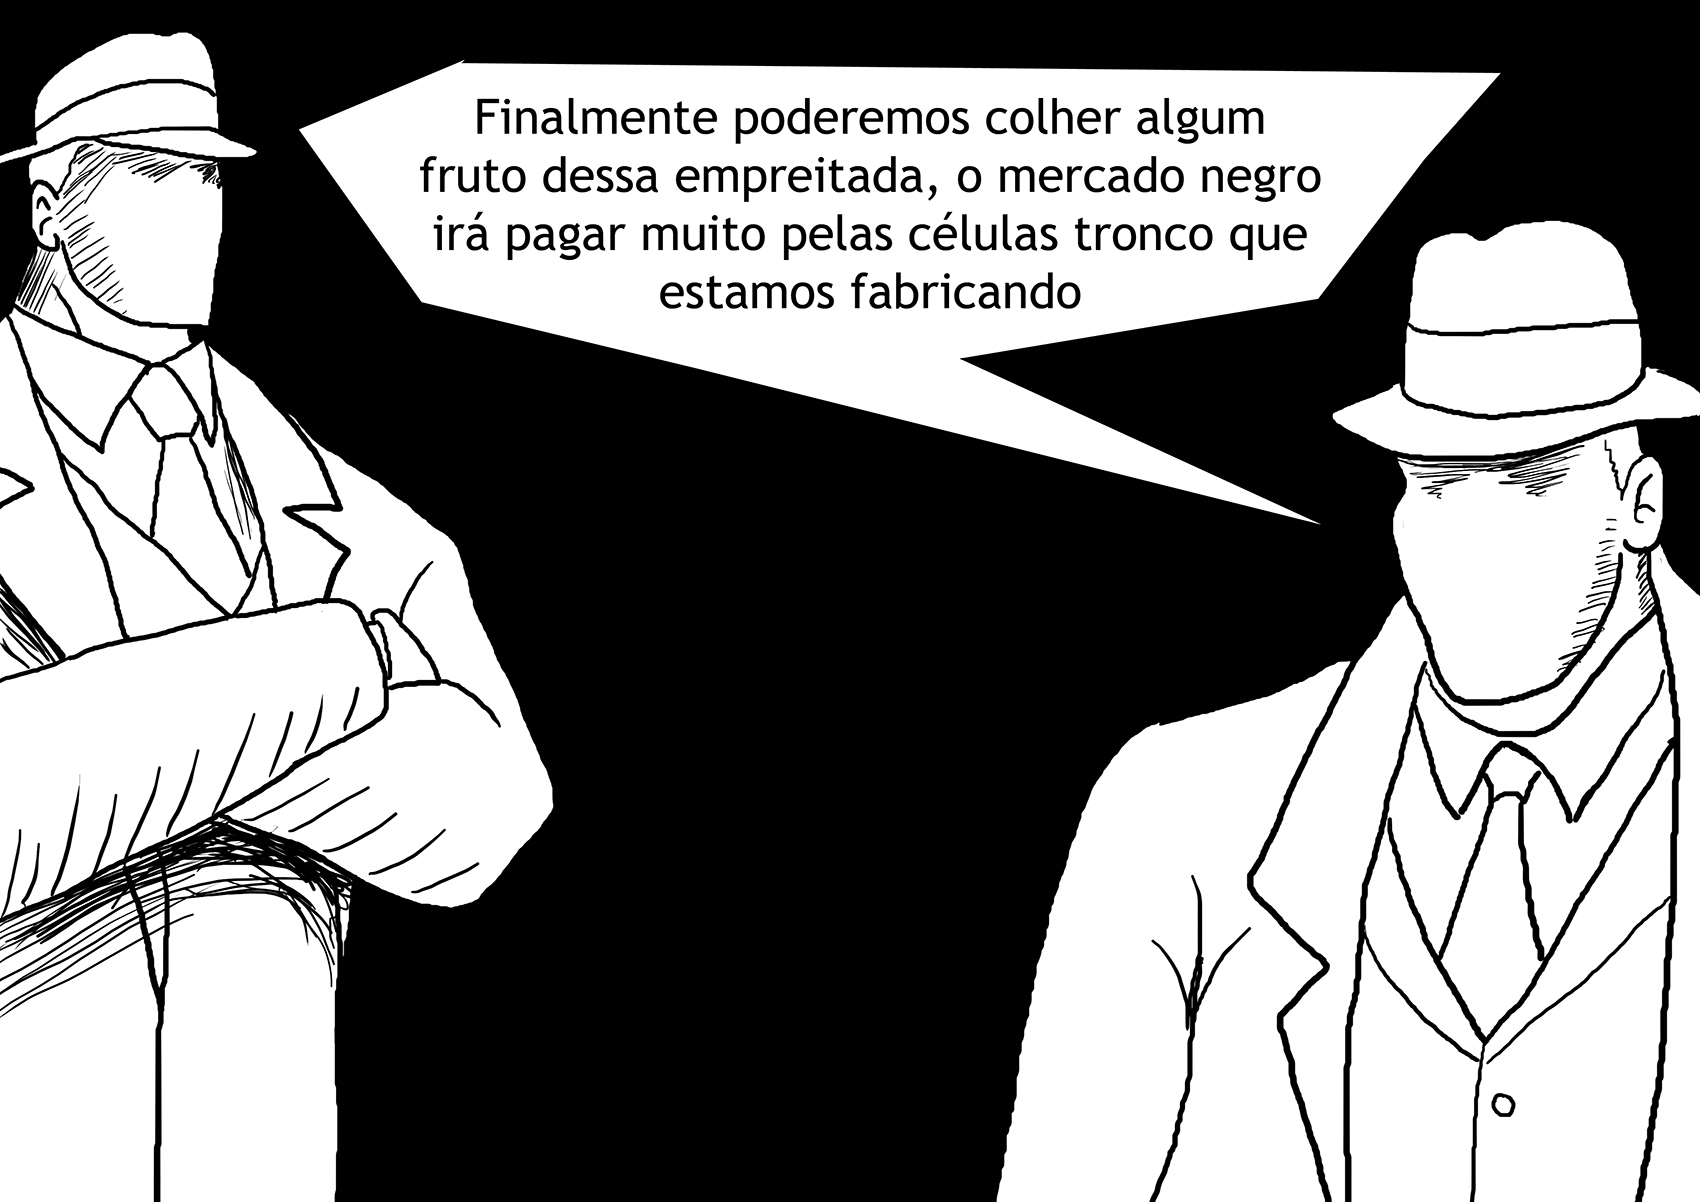 Finalmente poderemos colher algum
fruto dessa empreitada, o mercado negro
irá pagar muito pelas células tronco que
estamos fabricando